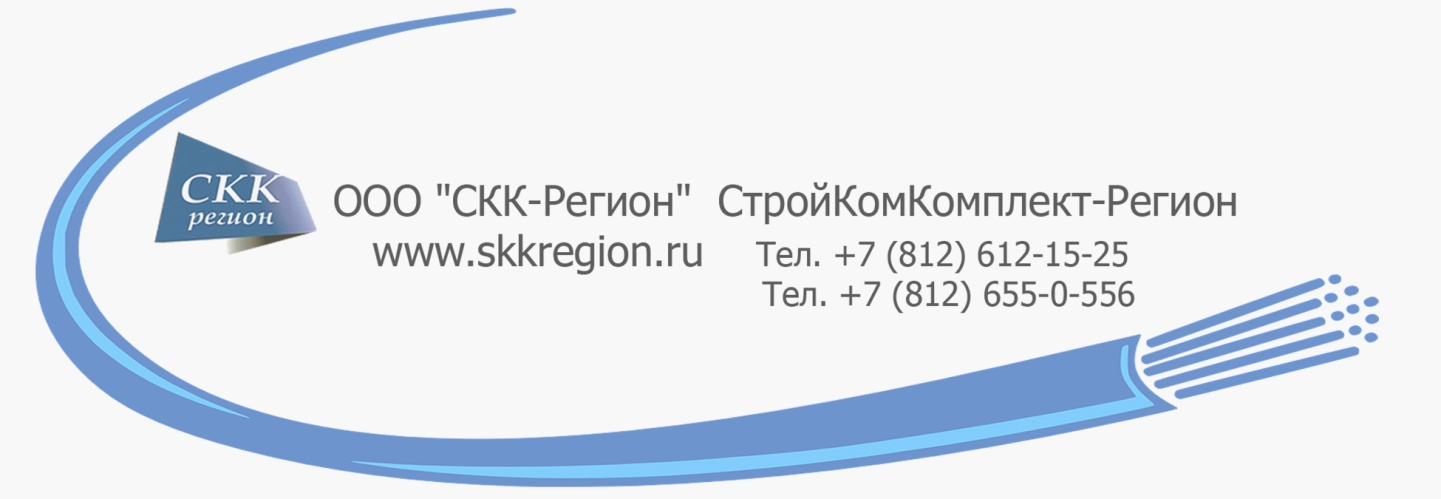 СКК
регион
ООО "СКК-Регион" СтройКомКомплект-Регион
www.skkregion.ru Тел. +7 (812) 612-15-25
Тел. +7 (812) 655-0-556